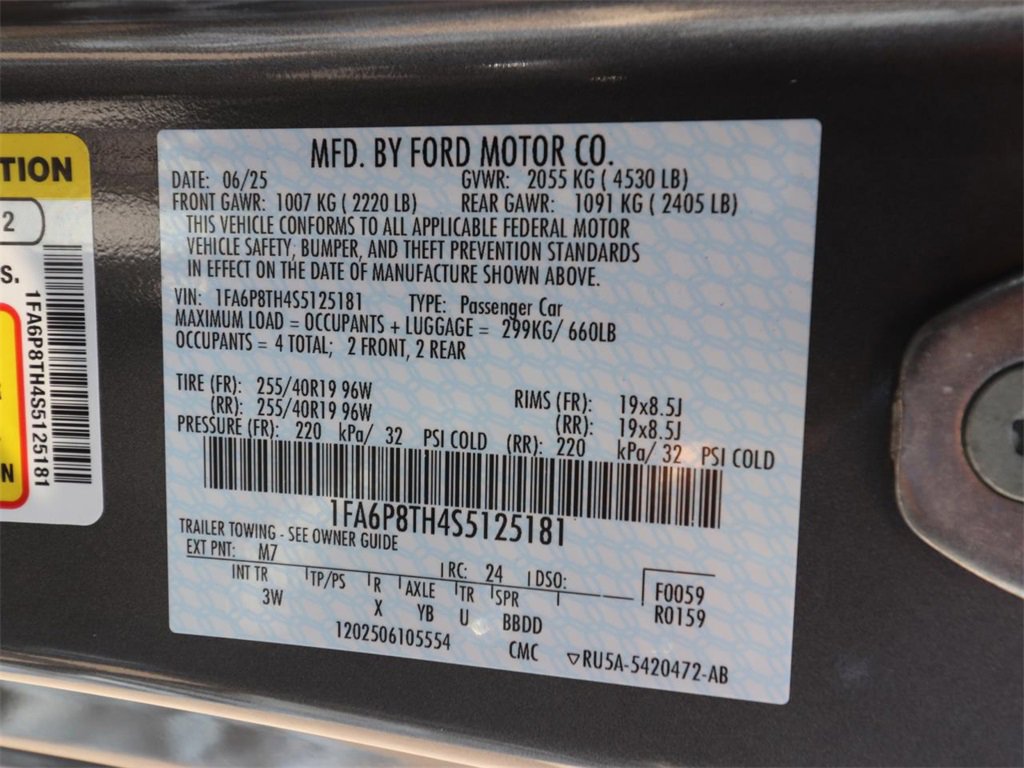 TION
2
S.
1FA6P8TH4S5125181
N
MFD. BY FORD MOTOR CO.
DATE: 06/25 GVWR: 2055 KG ( 4530 LB)
FRONT GAWR: 1007 KG ( 2220 LB) REAR GAWR: 1091 KG ( 2405 LB)
THIS VEHICLE CONFORMS TO ALL APPLICABLE FEDERAL MOTOR
VEHICLE SAFETY, BUMPER, AND THEFT PREVENTION STANDARDS
IN EFFECT ON THE DATE OF MANUFACTURE SHOWN ABOVE.
VIN: 1FA6P8TH4S5125181 TYPE: Passenger Car
MAXIMUM LOAD = OCCUPANTS + LUGGAGE = 299KG/ 660LB
OCCUPANTS = 4 TOTAL; 2 FRONT, 2 REAR
TIRE (FR): 255/40R19 96W RIMS (FR): 19x8.5J
(RR): 255/40R19 96W (RR): 19x8.5J
PRESSURE (FR): 220 kPa/ 32 PSI COLD (RR): 220 kPa/ 32 PSI COLD
1FA6P8TH4S5125181
TRAILER TOWING - SEE OWNER GUIDE
EXT PNT: M7 RC: 24 DSO: F0059
INT TR TP/PS R AXLE TR SPR R0159
3W X YB U BBDD
1202506105554 CMC ▽RU5A-5420472-AB